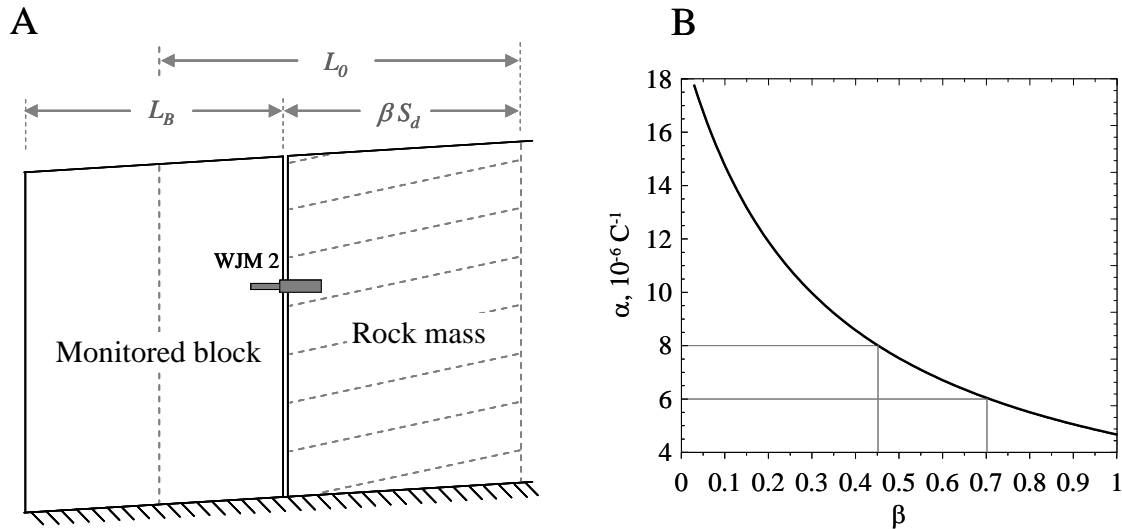 A
L₀
L_B
β S_d
WJM 2
Monitored block
Rock mass
B
18
16
14
12
10
8
6
4
α, 10⁻⁶ C⁻¹
0 0.1 0.2 0.3 0.4 0.5 0.6 0.7 0.8 0.9 1
β